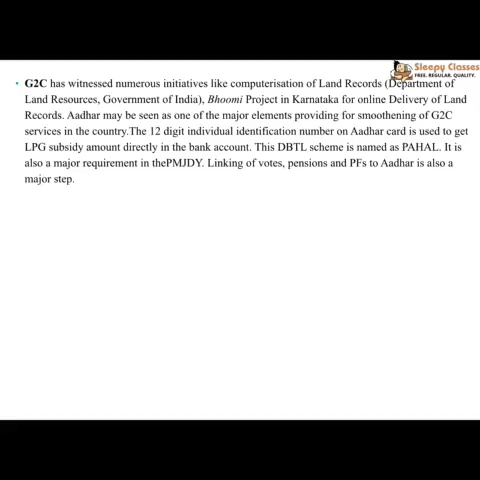 Sleepy Classes
FREE. REGULAR. QUALITY.
• G2C has witnessed numerous initiatives like computerisation of Land Records (Department of
Land Resources, Government of India), Bhoomi Project in Karnataka for online Delivery of Land
Records. Aadhar may be seen as one of the major elements providing for smoothening of G2C
services in the country.The 12 digit individual identification number on Aadhar card is used to get
LPG subsidy amount directly in the bank account. This DBTL scheme is named as PAHAL. It is
also a major requirement in thePMJDY. Linking of votes, pensions and PFs to Aadhar is also a
major step.